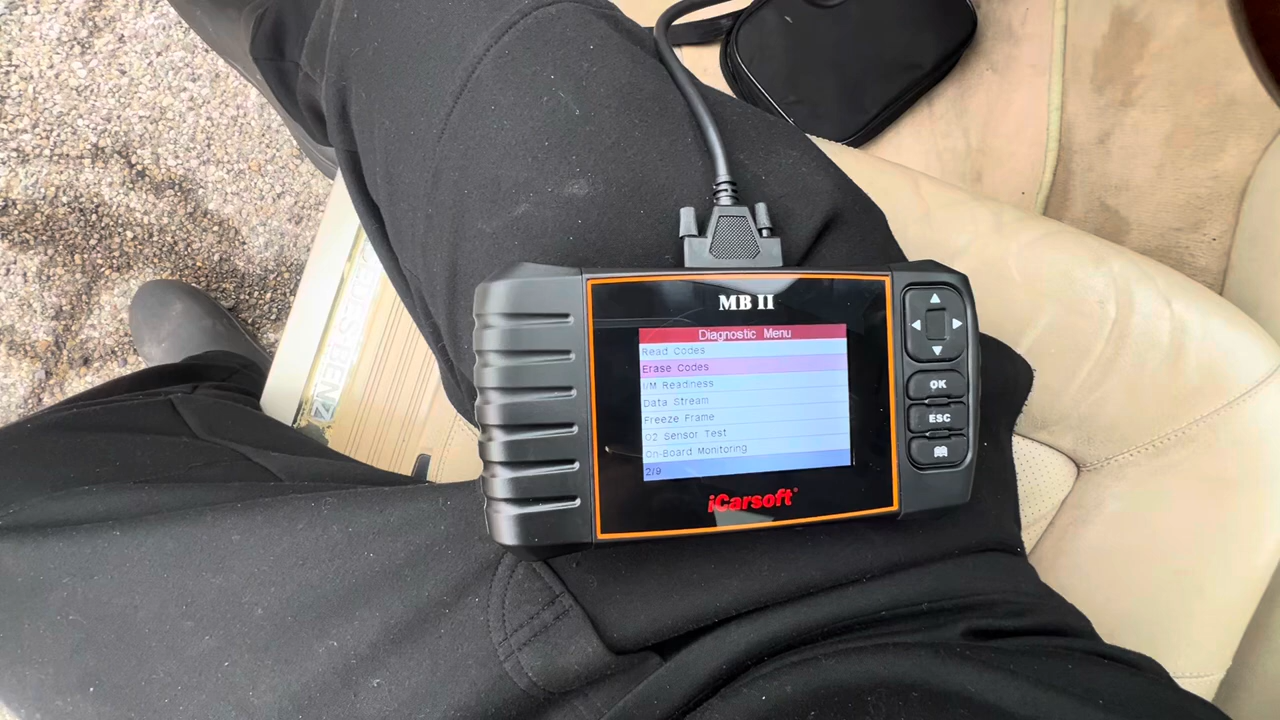 MB II
Diagnostic Menu
Read Codes
Erase Codes
I/M Readiness
Data Stream
Freeze Frame
O2 Sensor Test
On-Board Monitoring
2/9
iCarsoft
OK
ESC